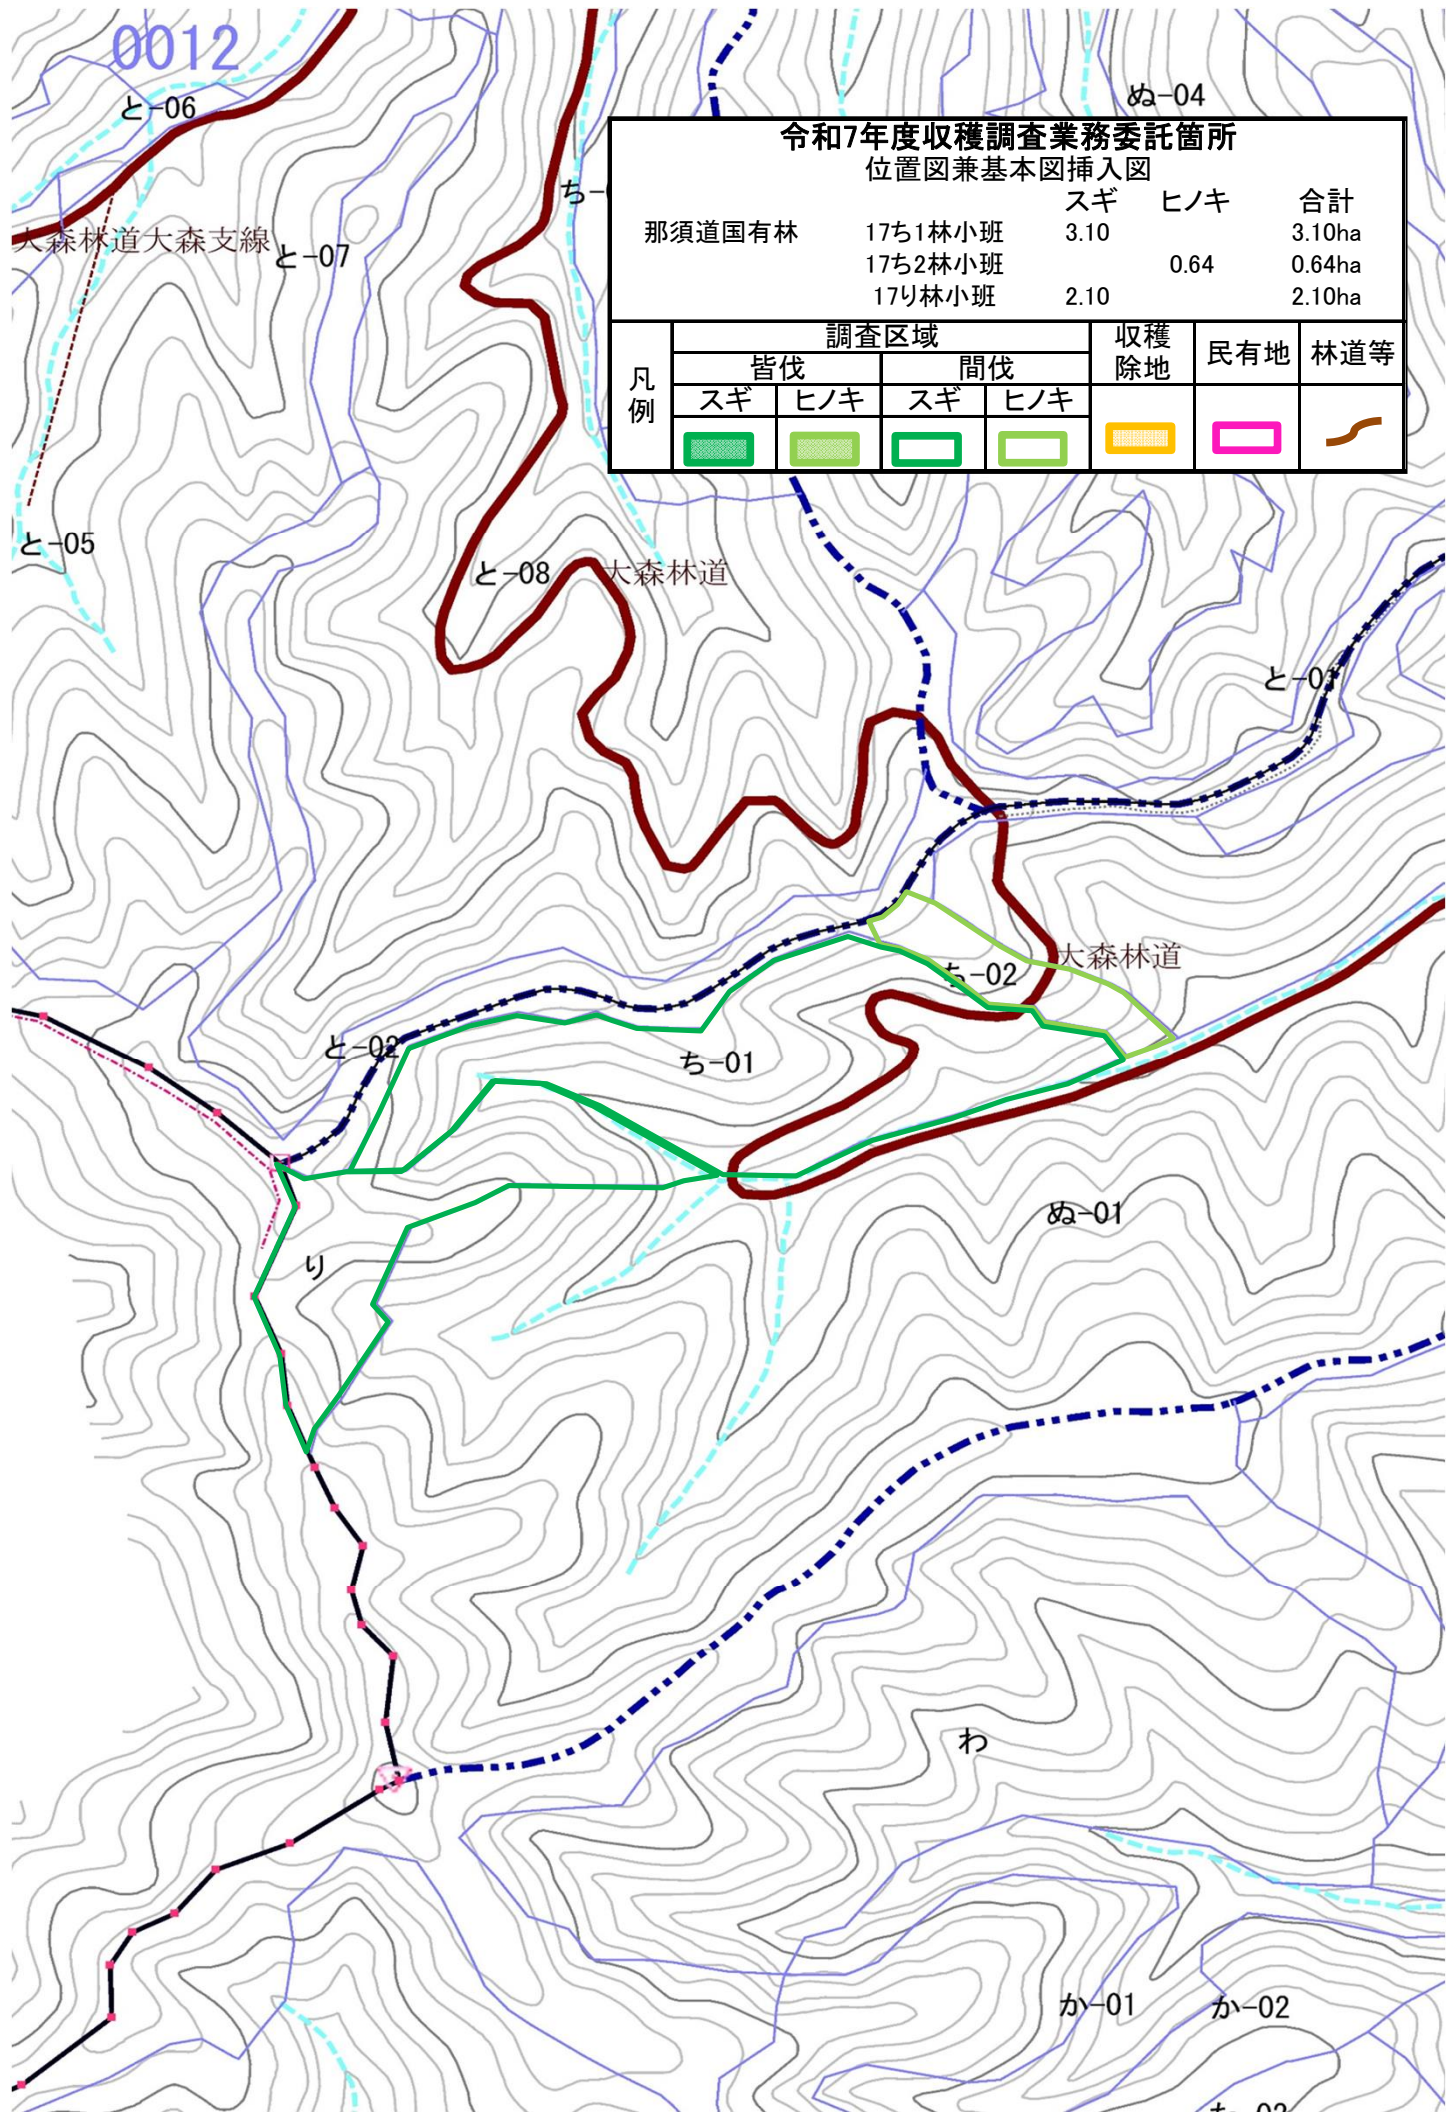 0012
と-06
ぬ-04
令和7年度収穫調査業務委託箇所
位置図兼基本図挿入図
スギ ヒノキ 合計
那須道国有林 17ち1林小班 3.10 3.10ha
17ち2林小班 0.64 0.64ha
17り林小班 2.10 2.10ha
凡例
調査区域 収穫除地 民有地 林道等
皆伐 間伐
スギ ヒノキ スギ ヒノキ
ち-
大森林道大森支線
と-07
と-05
と-08
大森林道
と-01
大森林道
ち-02
と-02
ち-01
ぬ-01
り
わ
か-01
か-02